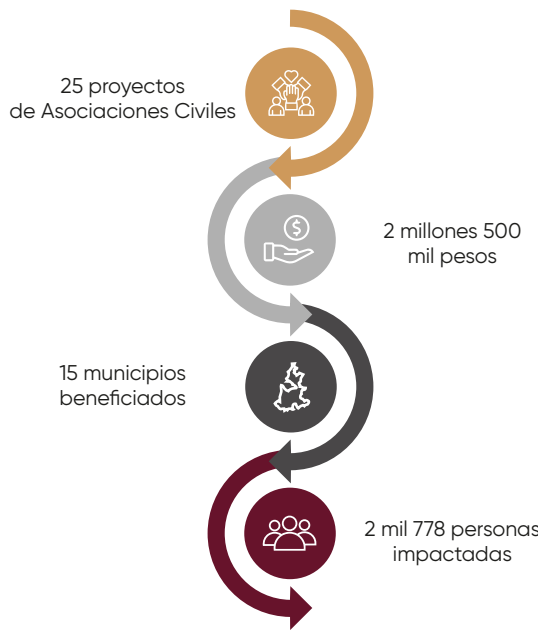 25 proyectos
de Asociaciones Civiles
$
2 millones 500
mil pesos
15 municipios
beneficiados
2 mil 778 personas
impactadas